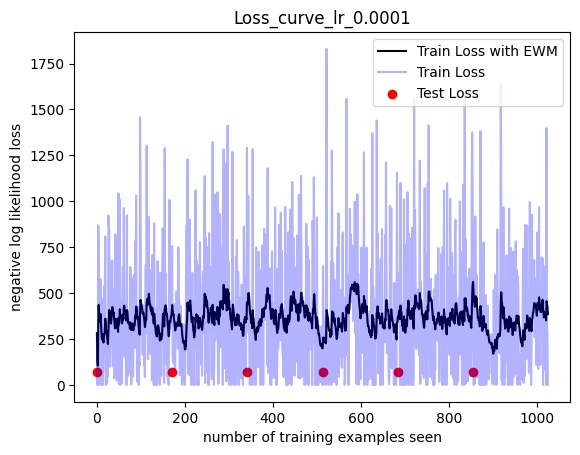 Loss_curve_lr_0.0001
Train Loss with EWM
Train Loss
Test Loss
negative log likelihood loss
1750
1500
1250
1000
750
500
250
0
0 200 400 600 800 1000
number of training examples seen